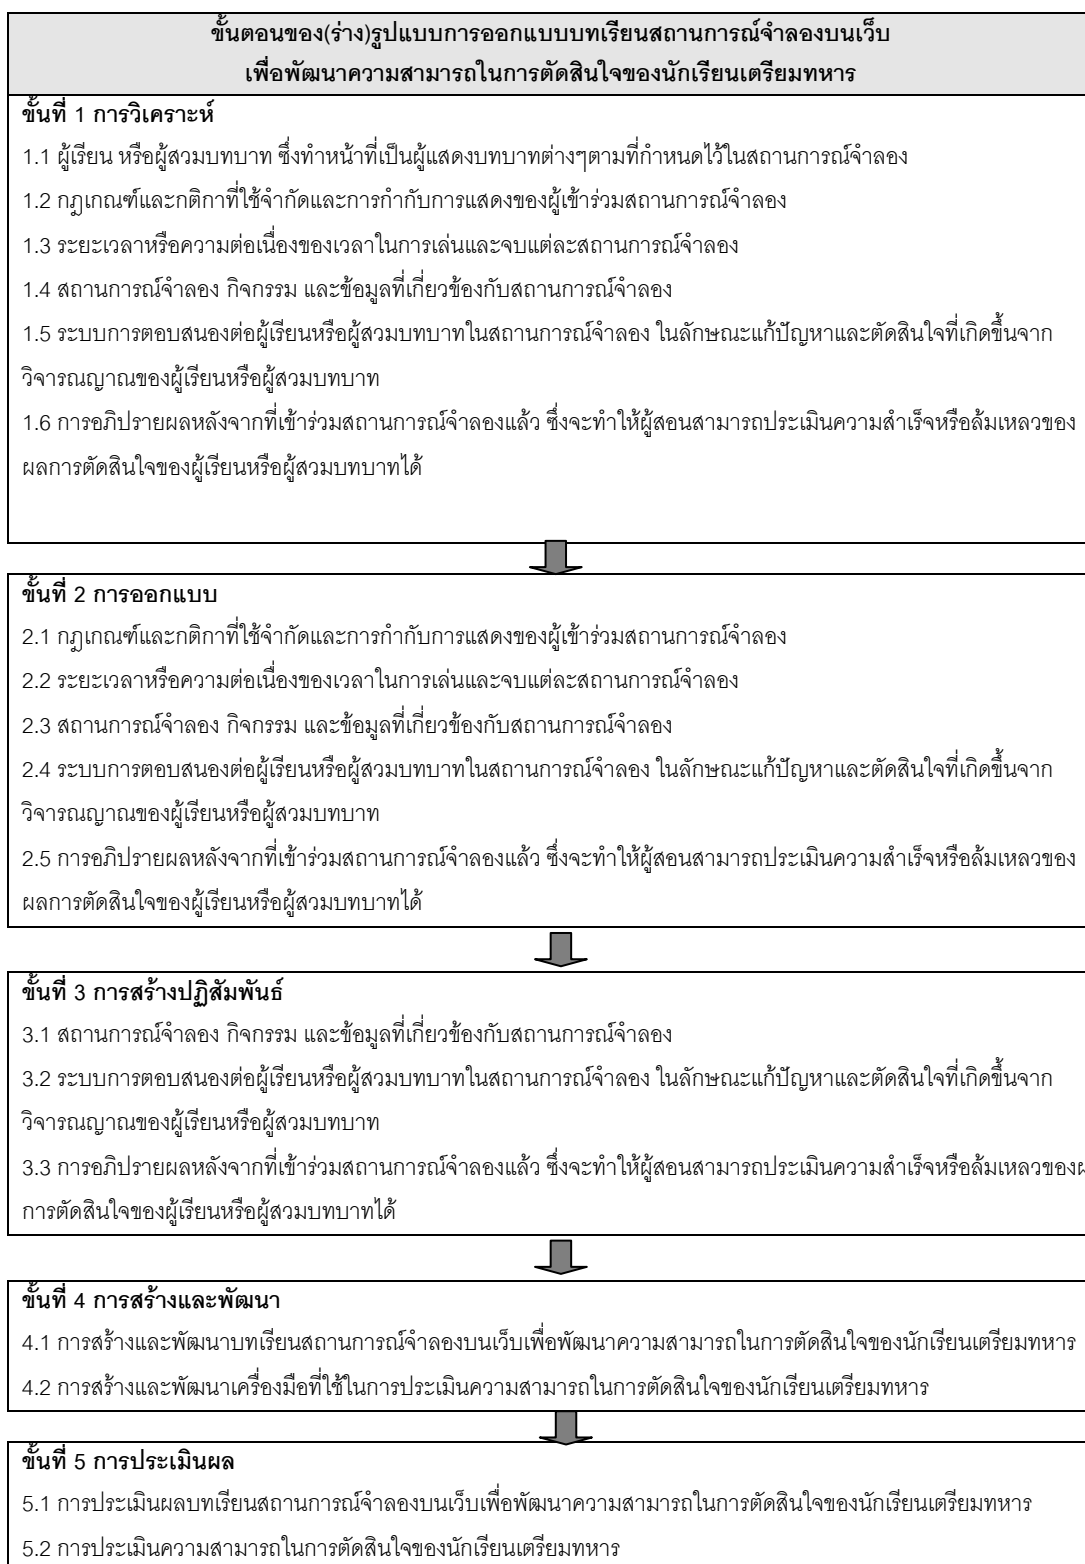 ขั้นตอนของ(ร่าง)รูปแบบการออกแบบบทเรียนสถานการณ์จำลองบนเว็บ
เพื่อพัฒนาความสามารถในการตัดสินใจของนักเรียนเตรียมทหาร
ขั้นที่ 1 การวิเคราะห์
1.1 ผู้เรียน หรือผู้สวมบทบาท ซึ่งทำหน้าที่เป็นผู้แสดงบทบาทต่างๆตามที่กำหนดไว้ในสถานการณ์จำลอง
1.2 กฎเกณฑ์และกติกาที่ใช้จำกัดและการกำกับการแสดงของผู้เข้าร่วมสถานการณ์จำลอง
1.3 ระยะเวลาหรือความต่อเนื่องของเวลาในการเล่นและจบแต่ละสถานการณ์จำลอง
1.4 สถานการณ์จำลอง กิจกรรม และข้อมูลที่เกี่ยวข้องกับสถานการณ์จำลอง
1.5 ระบบการตอบสนองต่อผู้เรียนหรือผู้สวมบทบาทในสถานการณ์จำลอง ในลักษณะแก้ปัญหาและตัดสินใจที่เกิดขึ้นจาก
วิจารณญาณของผู้เรียนหรือผู้สวมบทบาท
1.6 การอภิปรายผลหลังจากที่เข้าร่วมสถานการณ์จำลองแล้ว ซึ่งจะทำให้ผู้สอนสามารถประเมินความสำเร็จหรือล้มเหลวของ
ผลการตัดสินใจของผู้เรียนหรือผู้สวมบทบาทได้
ขั้นที่ 2 การออกแบบ
2.1 กฎเกณฑ์และกติกาที่ใช้จำกัดและการกำกับการแสดงของผู้เข้าร่วมสถานการณ์จำลอง
2.2 ระยะเวลาหรือความต่อเนื่องของเวลาในการเล่นและจบแต่ละสถานการณ์จำลอง
2.3 สถานการณ์จำลอง กิจกรรม และข้อมูลที่เกี่ยวข้องกับสถานการณ์จำลอง
2.4 ระบบการตอบสนองต่อผู้เรียนหรือผู้สวมบทบาทในสถานการณ์จำลอง ในลักษณะแก้ปัญหาและตัดสินใจที่เกิดขึ้นจาก
วิจารณญาณของผู้เรียนหรือผู้สวมบทบาท
2.5 การอภิปรายผลหลังจากที่เข้าร่วมสถานการณ์จำลองแล้ว ซึ่งจะทำให้ผู้สอนสามารถประเมินความสำเร็จหรือล้มเหลวของ
ผลการตัดสินใจของผู้เรียนหรือผู้สวมบทบาทได้
ขั้นที่ 3 การสร้างปฏิสัมพันธ์
3.1 สถานการณ์จำลอง กิจกรรม และข้อมูลที่เกี่ยวข้องกับสถานการณ์จำลอง
3.2 ระบบการตอบสนองต่อผู้เรียนหรือผู้สวมบทบาทในสถานการณ์จำลอง ในลักษณะแก้ปัญหาและตัดสินใจที่เกิดขึ้นจาก
วิจารณญาณของผู้เรียนหรือผู้สวมบทบาท
3.3 การอภิปรายผลหลังจากที่เข้าร่วมสถานการณ์จำลองแล้ว ซึ่งจะทำให้ผู้สอนสามารถประเมินความสำเร็จหรือล้มเหลวของ
การตัดสินใจของผู้เรียนหรือผู้สวมบทบาทได้
ขั้นที่ 4 การสร้างและพัฒนา
4.1 การสร้างและพัฒนาบทเรียนสถานการณ์จำลองบนเว็บเพื่อพัฒนาความสามารถในการตัดสินใจของนักเรียนเตรียมทหาร
4.2 การสร้างและพัฒนาเครื่องมือที่ใช้ในการประเมินความสามารถในการตัดสินใจของนักเรียนเตรียมทหาร
ขั้นที่ 5 การประเมินผล
5.1 การประเมินผลบทเรียนสถานการณ์จำลองบนเว็บเพื่อพัฒนาความสามารถในการตัดสินใจของนักเรียนเตรียมทหาร
5.2 การประเมินความสามารถในการตัดสินใจของนักเรียนเตรียมทหาร